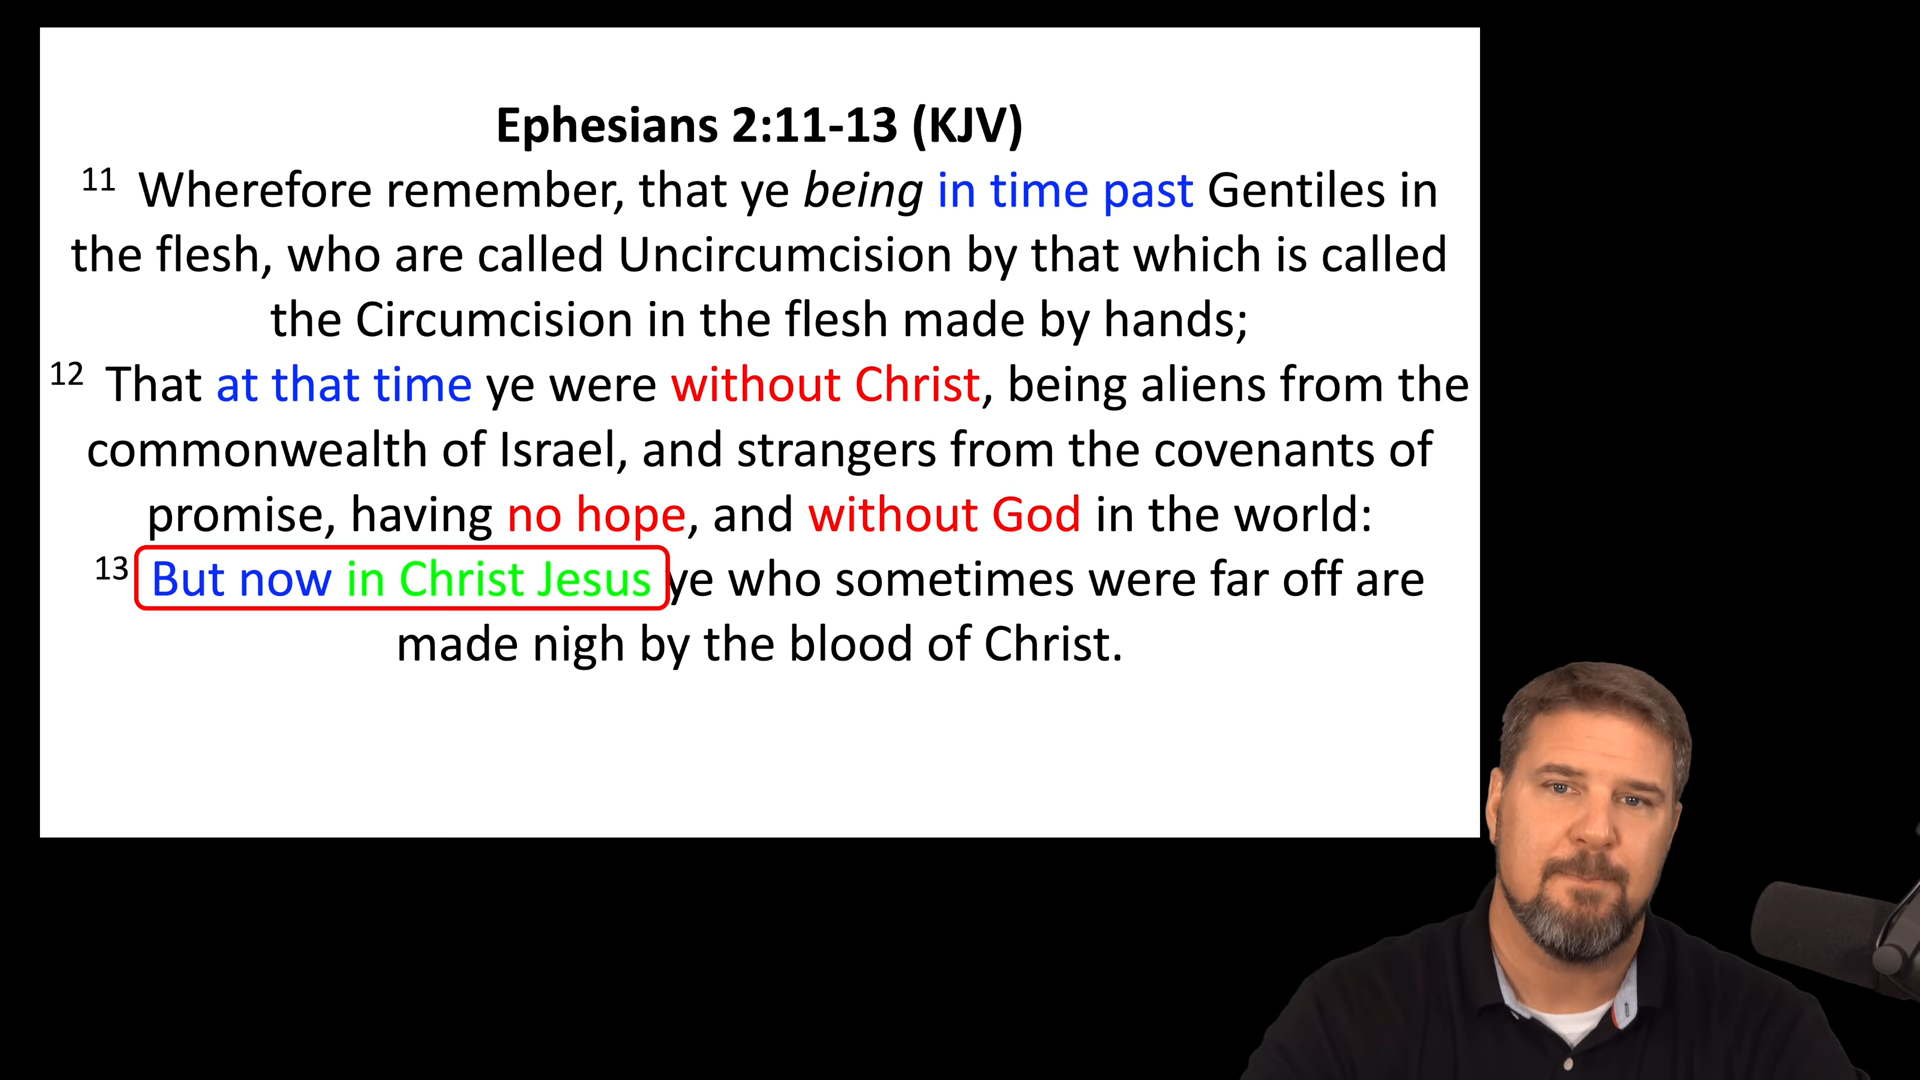 Ephesians 2:11-13 (KJV)
11 Wherefore remember, that ye being in time past Gentiles in
the flesh, who are called Uncircumcision by that which is called
the Circumcision in the flesh made by hands;
12 That at that time ye were without Christ, being aliens from the
commonwealth of Israel, and strangers from the covenants of
promise, having no hope, and without God in the world:
13 But now in Christ Jesus ye who sometimes were far off are
made nigh by the blood of Christ.